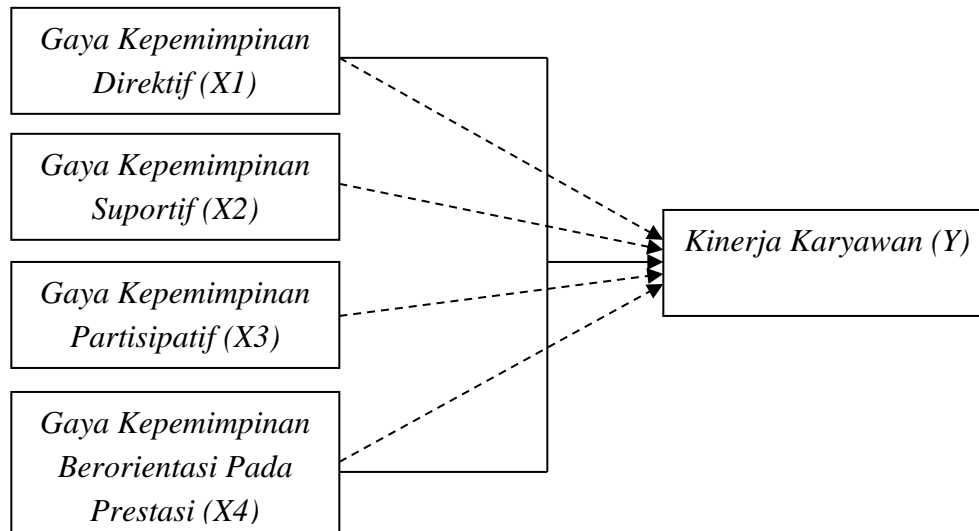 Gaya Kepemimpinan
Direktif (X1)
Gaya Kepemimpinan
Suportif (X2)
Gaya Kepemimpinan
Partisipatif (X3)
Gaya Kepemimpinan
Berorientasi Pada
Prestasi (X4)
Kinerja Karyawan (Y)